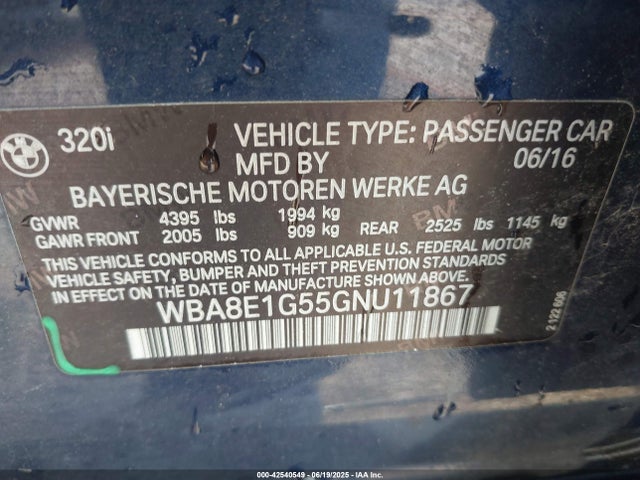 320i VEHICLE TYPE: PASSENGER CAR
MFD BY 06/16
BAYERISCHE MOTOREN WERKE AG
GVWR 4395 lbs 1994 kg
GAWR FRONT 2005 lbs 909 kg REAR 2525 lbs 1145 kg
THIS VEHICLE CONFORMS TO ALL APPLICABLE U.S. FEDERAL MOTOR
VEHICLE SAFETY, BUMPER AND THEFT PREVENTION STANDARDS
IN EFFECT ON THE DATE OF MANUFACTURE SHOWN ABOVE.
WBA8E1G55GNU11867
000-42540549 - 06/19/2025 - IAAI.COM